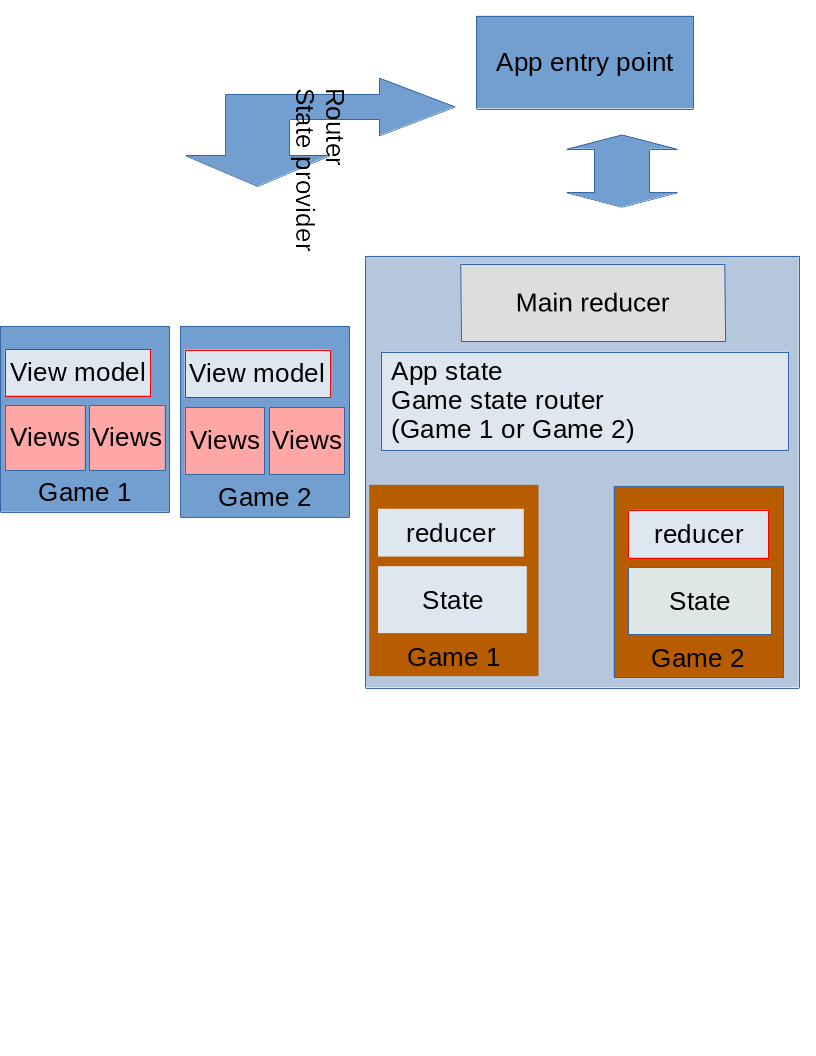 App entry point
Router
State provider
Main reducer
App state
Game state router
(Game 1 or Game 2)
View model
Views Views
Game 1
View model
Views Views
Game 2
reducer
State
Game 1
reducer
State
Game 2